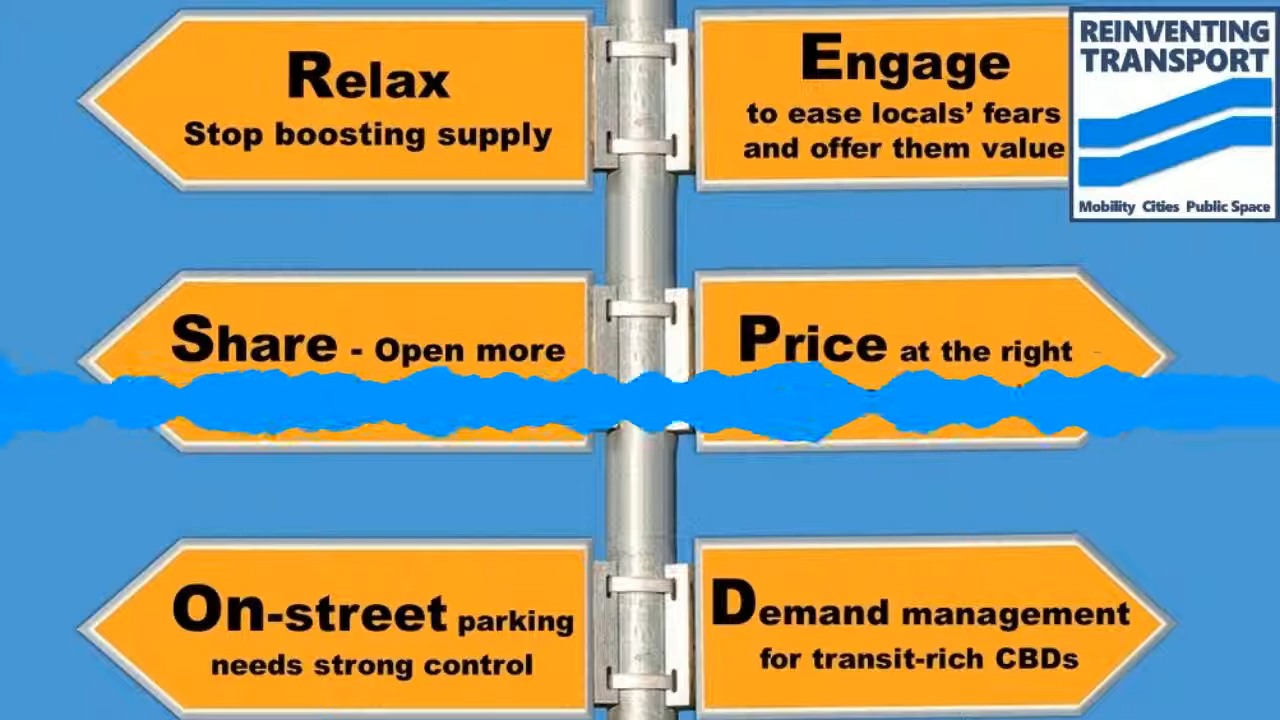 Relax
Stop boosting supply
Engage
to ease locals' fears
and offer them value
REINVENTING
TRANSPORT
Mobility Cities Public Space
Share - Open more
Price at the right
On-street parking
needs strong control
Demand management
for transit-rich CBDs